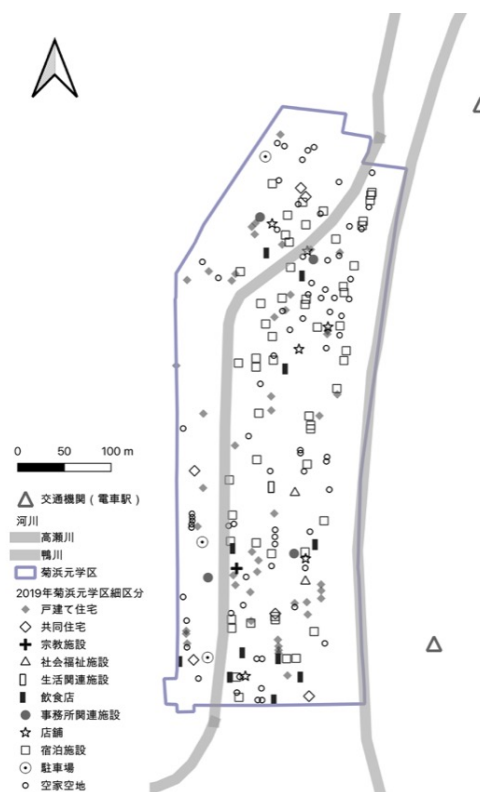 0 50 100 m
交通機関（電車駅）
河川
高瀬川
鴨川
菊浜元学区
2019年菊浜元学区細区分
戸建て住宅
共同住宅
宗教施設
社会福祉施設
生活関連施設
飲食店
事務所関連施設
店舗
宿泊施設
駐車場
空家空地